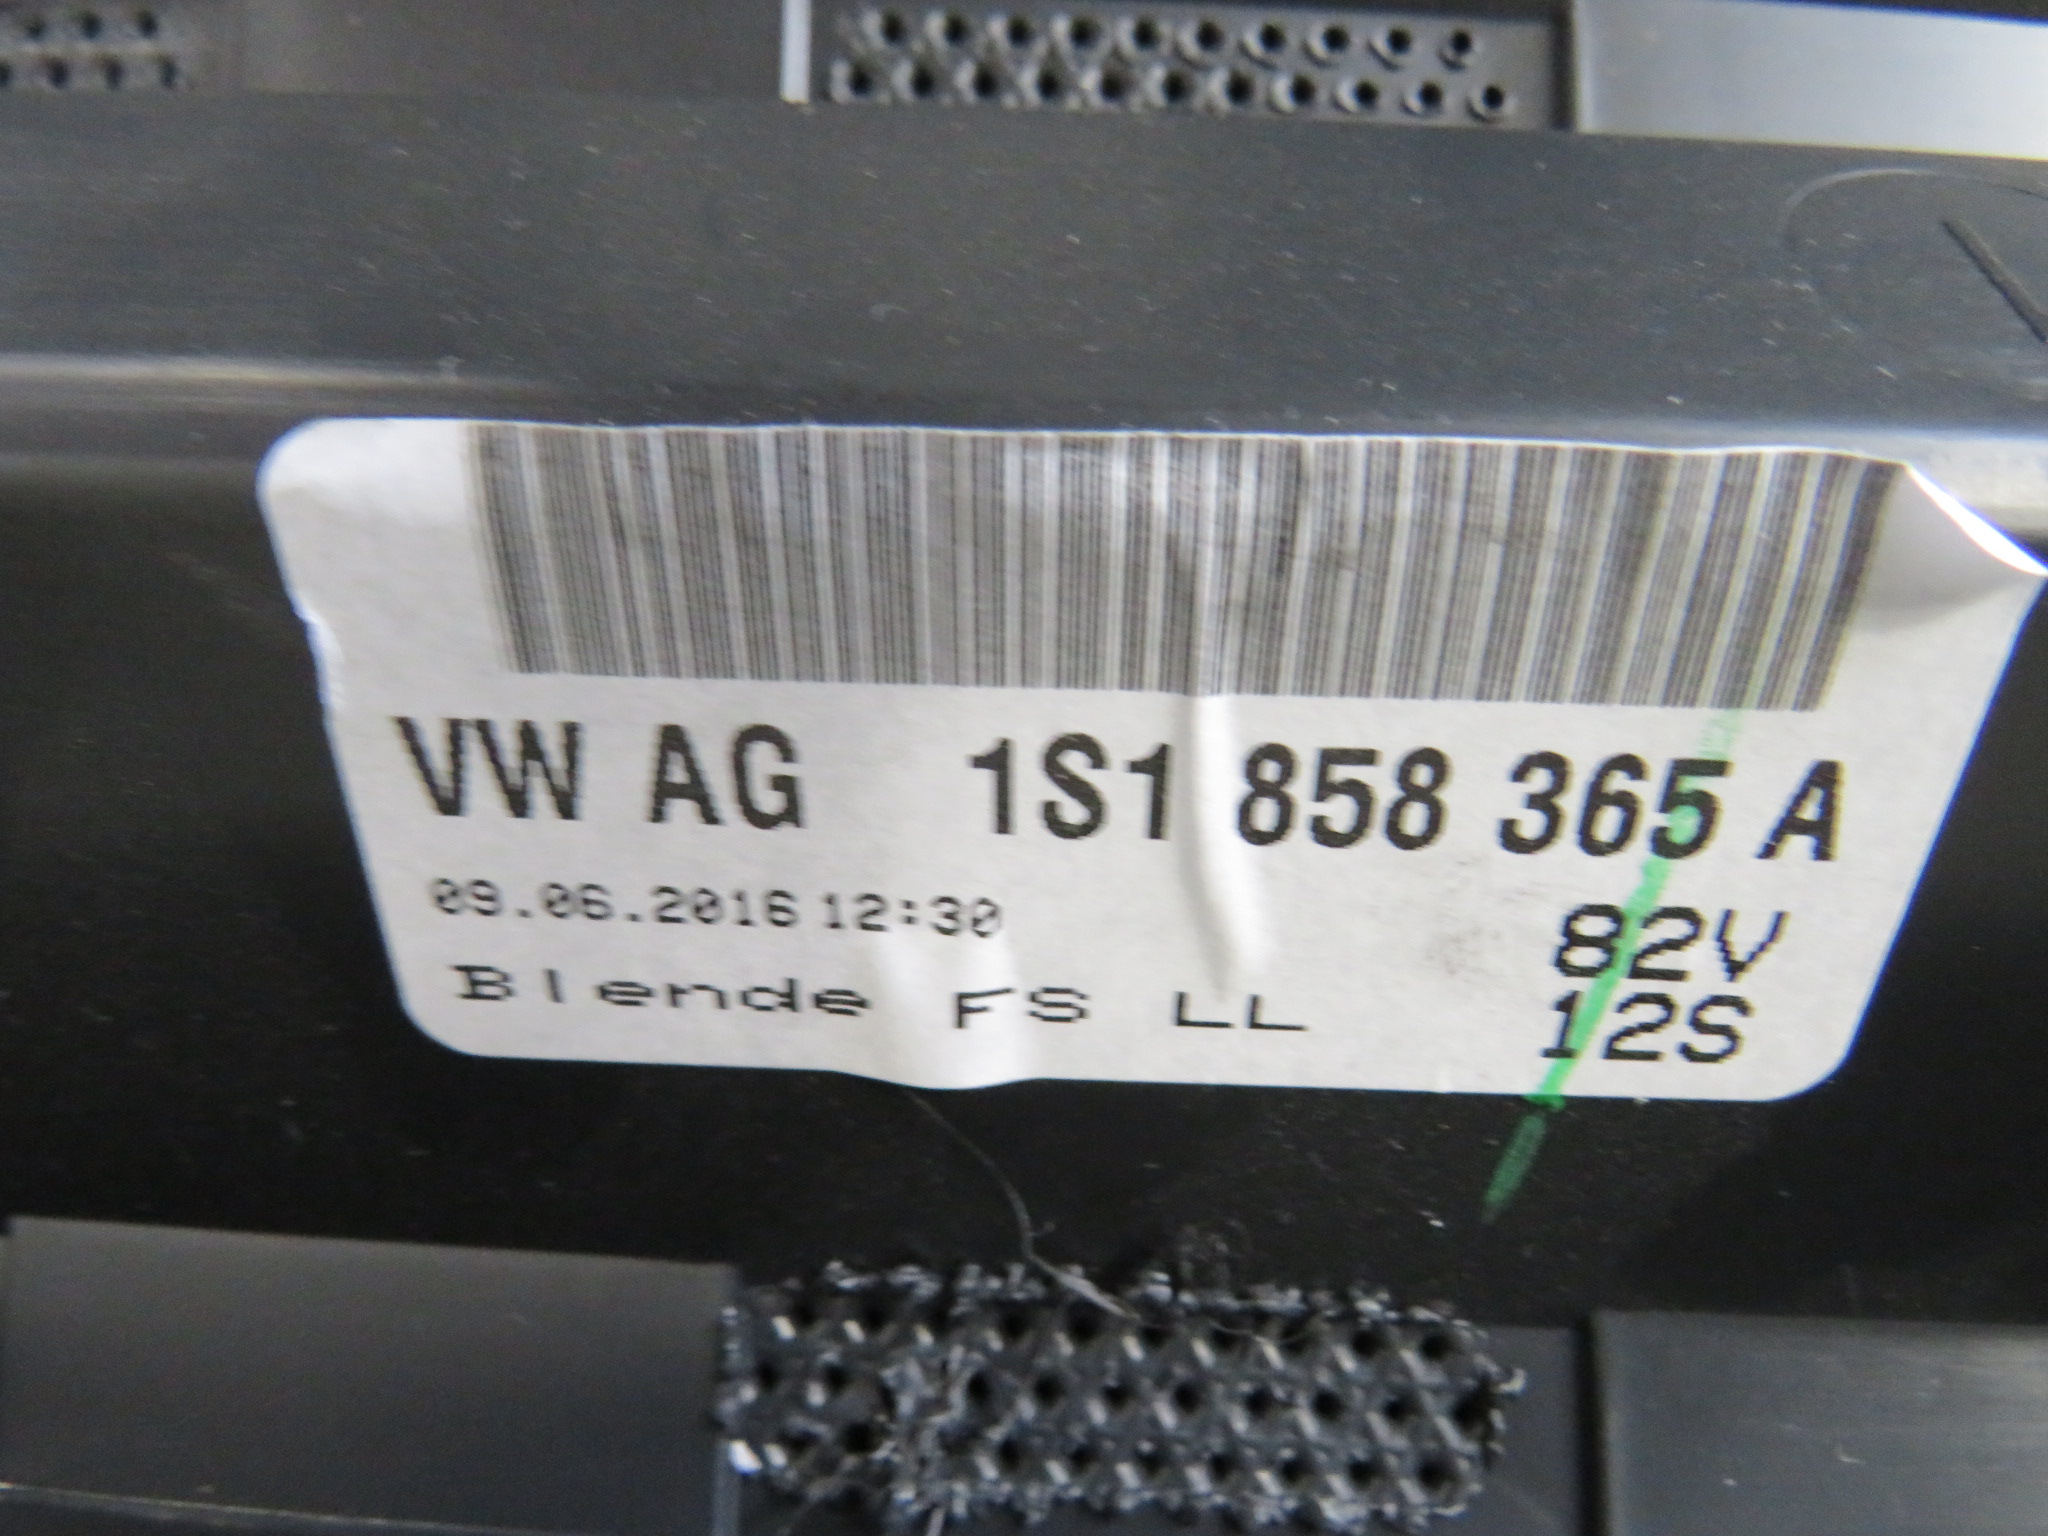 VW AG 1S1 858 365 A
09.06.2016 12:30 82V
Blende FS LL 12S